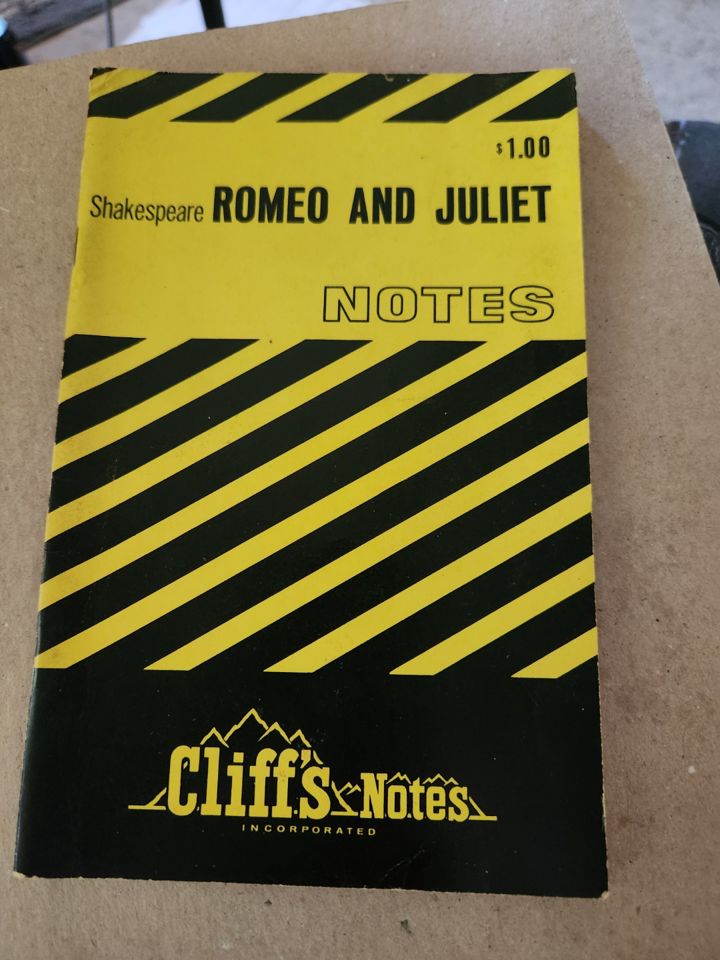 $1.00
Shakespeare ROMEO AND JULIET
NOTES
Cliff's Notes
INCORPORATED